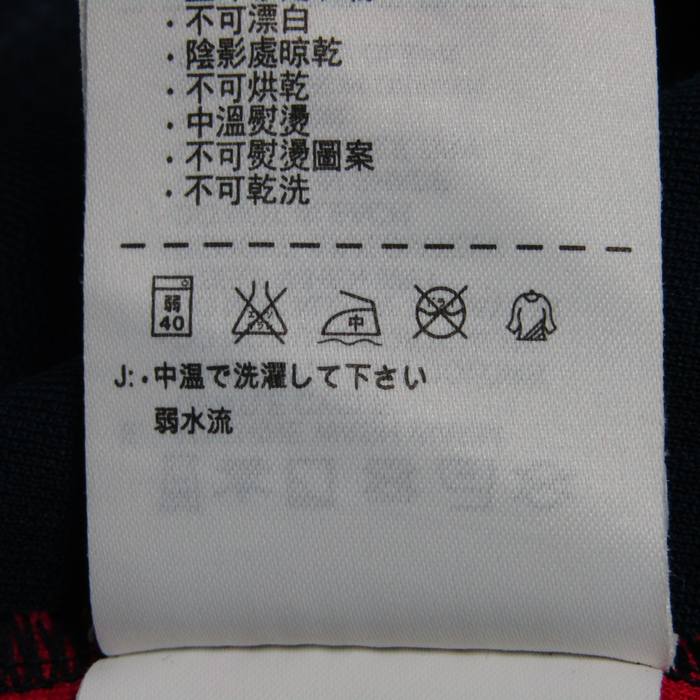 ・不可漂白
・陰影處晾乾
・不可烘乾
・中溫熨燙
・不可熨燙圖案
・不可乾洗
弱
40
中
J:・中温で洗濯して下さい
弱水流